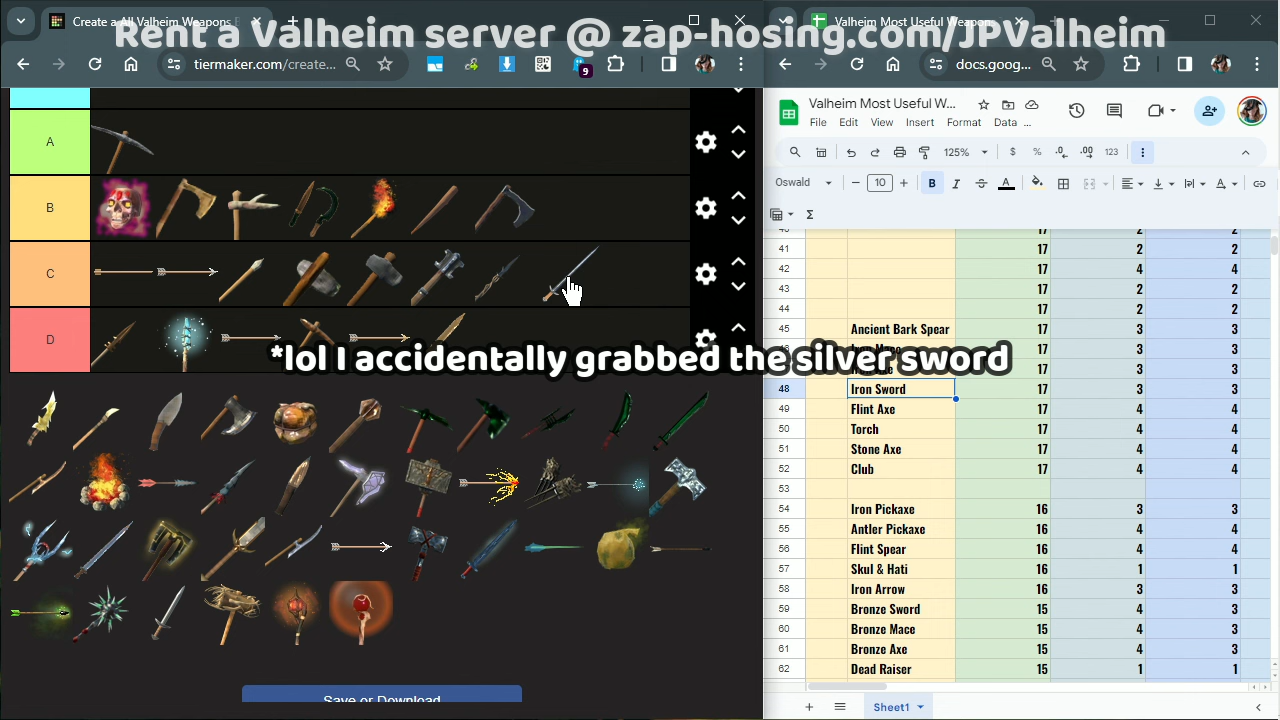 Create a All Valheim Weapons
Valheim Most Useful Weapon
Rent a Valheim server @ zap-hosing.com/JPValheim
tiermaker.com/create...
9
docs.goog...
A
B
C
D
*lol I accidentally grabbed the silver sword
Save or Download
Valheim Most Useful W...
File Edit View Insert Format Data ...
125% $ % .0 .00 123
Oswald 10 B I A
41 17 2 2
42 17 4 4
43 17 2 2
44 17 2 2
45 Ancient Bark Spear 17 3 3
17 3 3
17 3 3
48 Iron Sword 17 3 3
49 Flint Axe 17 4 4
50 Torch 17 4 4
51 Stone Axe 17 4 4
52 Club 17 4 4
53
54 Iron Pickaxe 16 3 3
55 Antler Pickaxe 16 4 4
56 Flint Spear 16 4 4
57 Skul & Hati 16 1 1
58 Iron Arrow 16 3 3
59 Bronze Sword 15 4 3
60 Bronze Mace 15 4 3
61 Bronze Axe 15 4 3
62 Dead Raiser 15 1 1
Sheet1